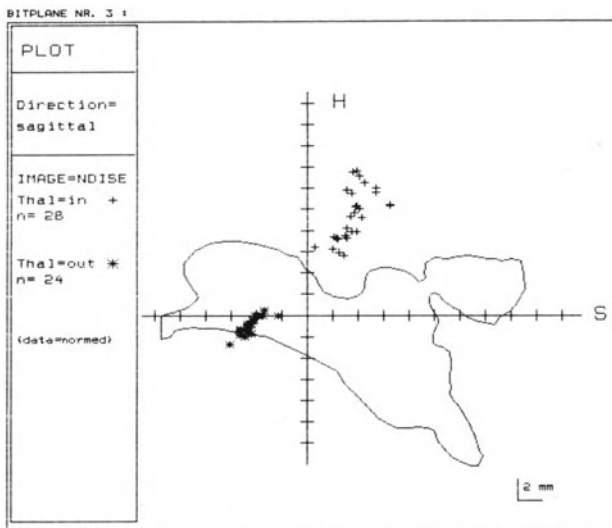 BITPLANE NR. 3 :
PLOT
Direction=
sagittal
IMAGE=NDISE
Thal=in +
n= 28
Thal=out *
n= 24
(data=normed)
H
S
2 mm